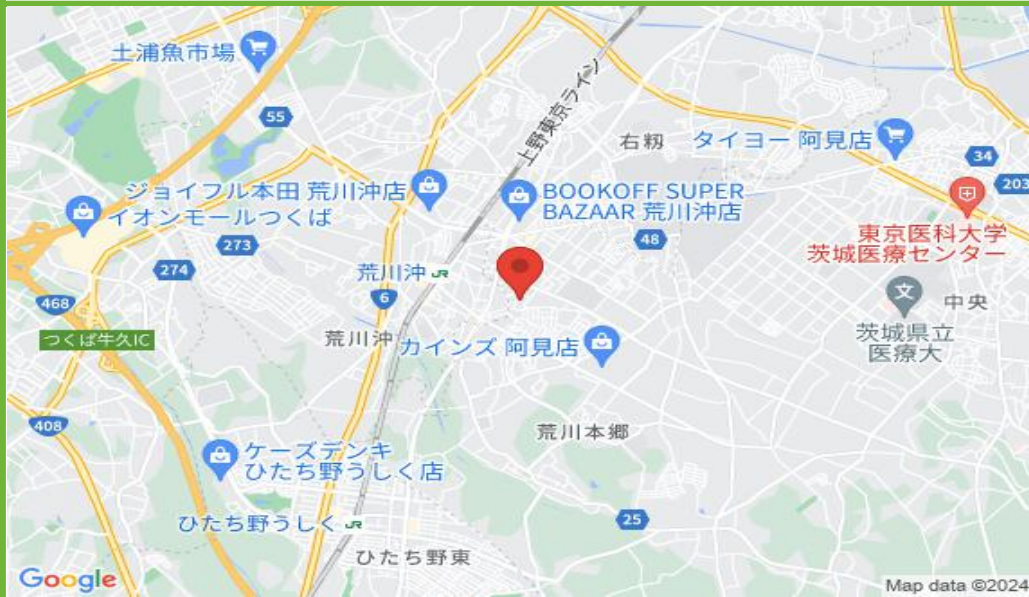 土浦魚市場
55
上野東京ライン
右籾
タイヨー 阿見店
34
203
ジョイフル本田 荒川沖店
イオンモールつくば
BOOKOFF SUPER
BAZAAR 荒川沖店
東京医科大学
茨城医療センター
273
48
274
荒川沖 JR
6
468
中央
つくば牛久IC
荒川沖
カインズ 阿見店
茨城県立
医療大
408
荒川本郷
ケーズデンキ
ひたち野うしく店
25
ひたち野うしく JR
ひたち野東
Google
Map data ©2024